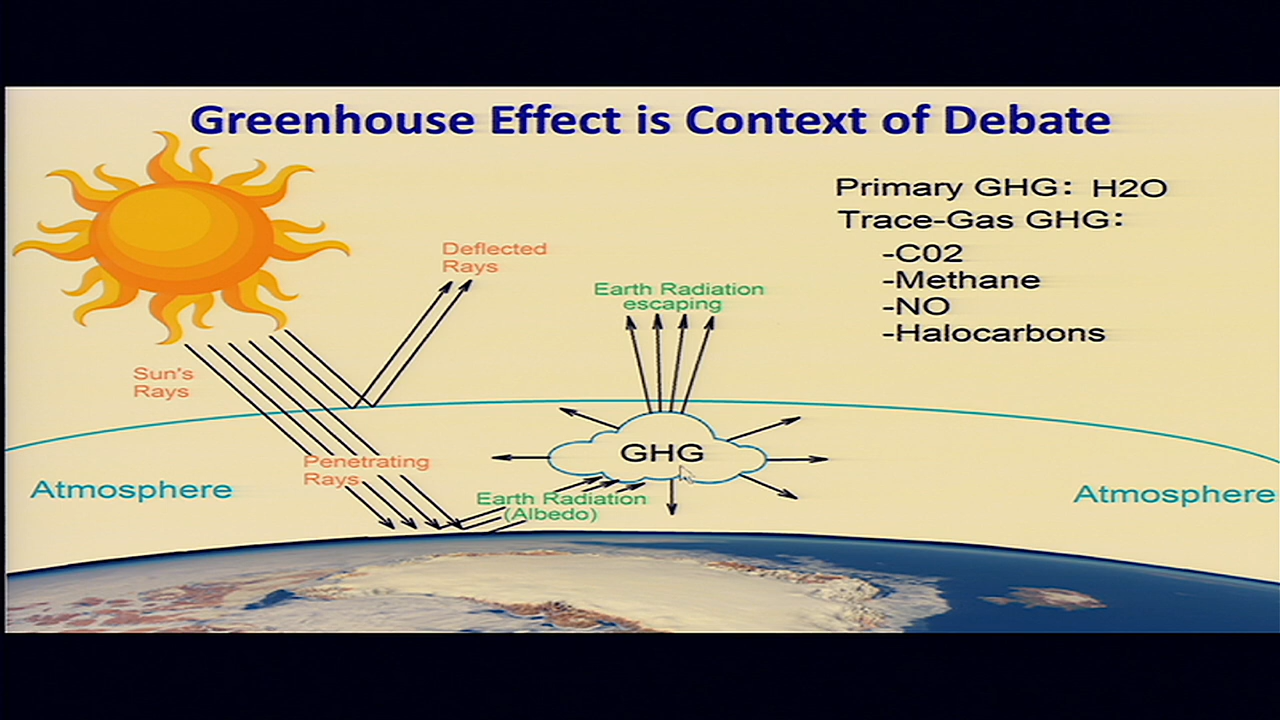 Greenhouse Effect is Context of Debate
Primary GHG: H2O
Trace-Gas GHG:
-C02
-Methane
-NO
-Halocarbons
Deflected
Rays
Earth Radiation
escaping
Sun's
Rays
GHG
Penetrating
Rays
Atmosphere
Earth Radiation
(Albedo)
Atmosphere